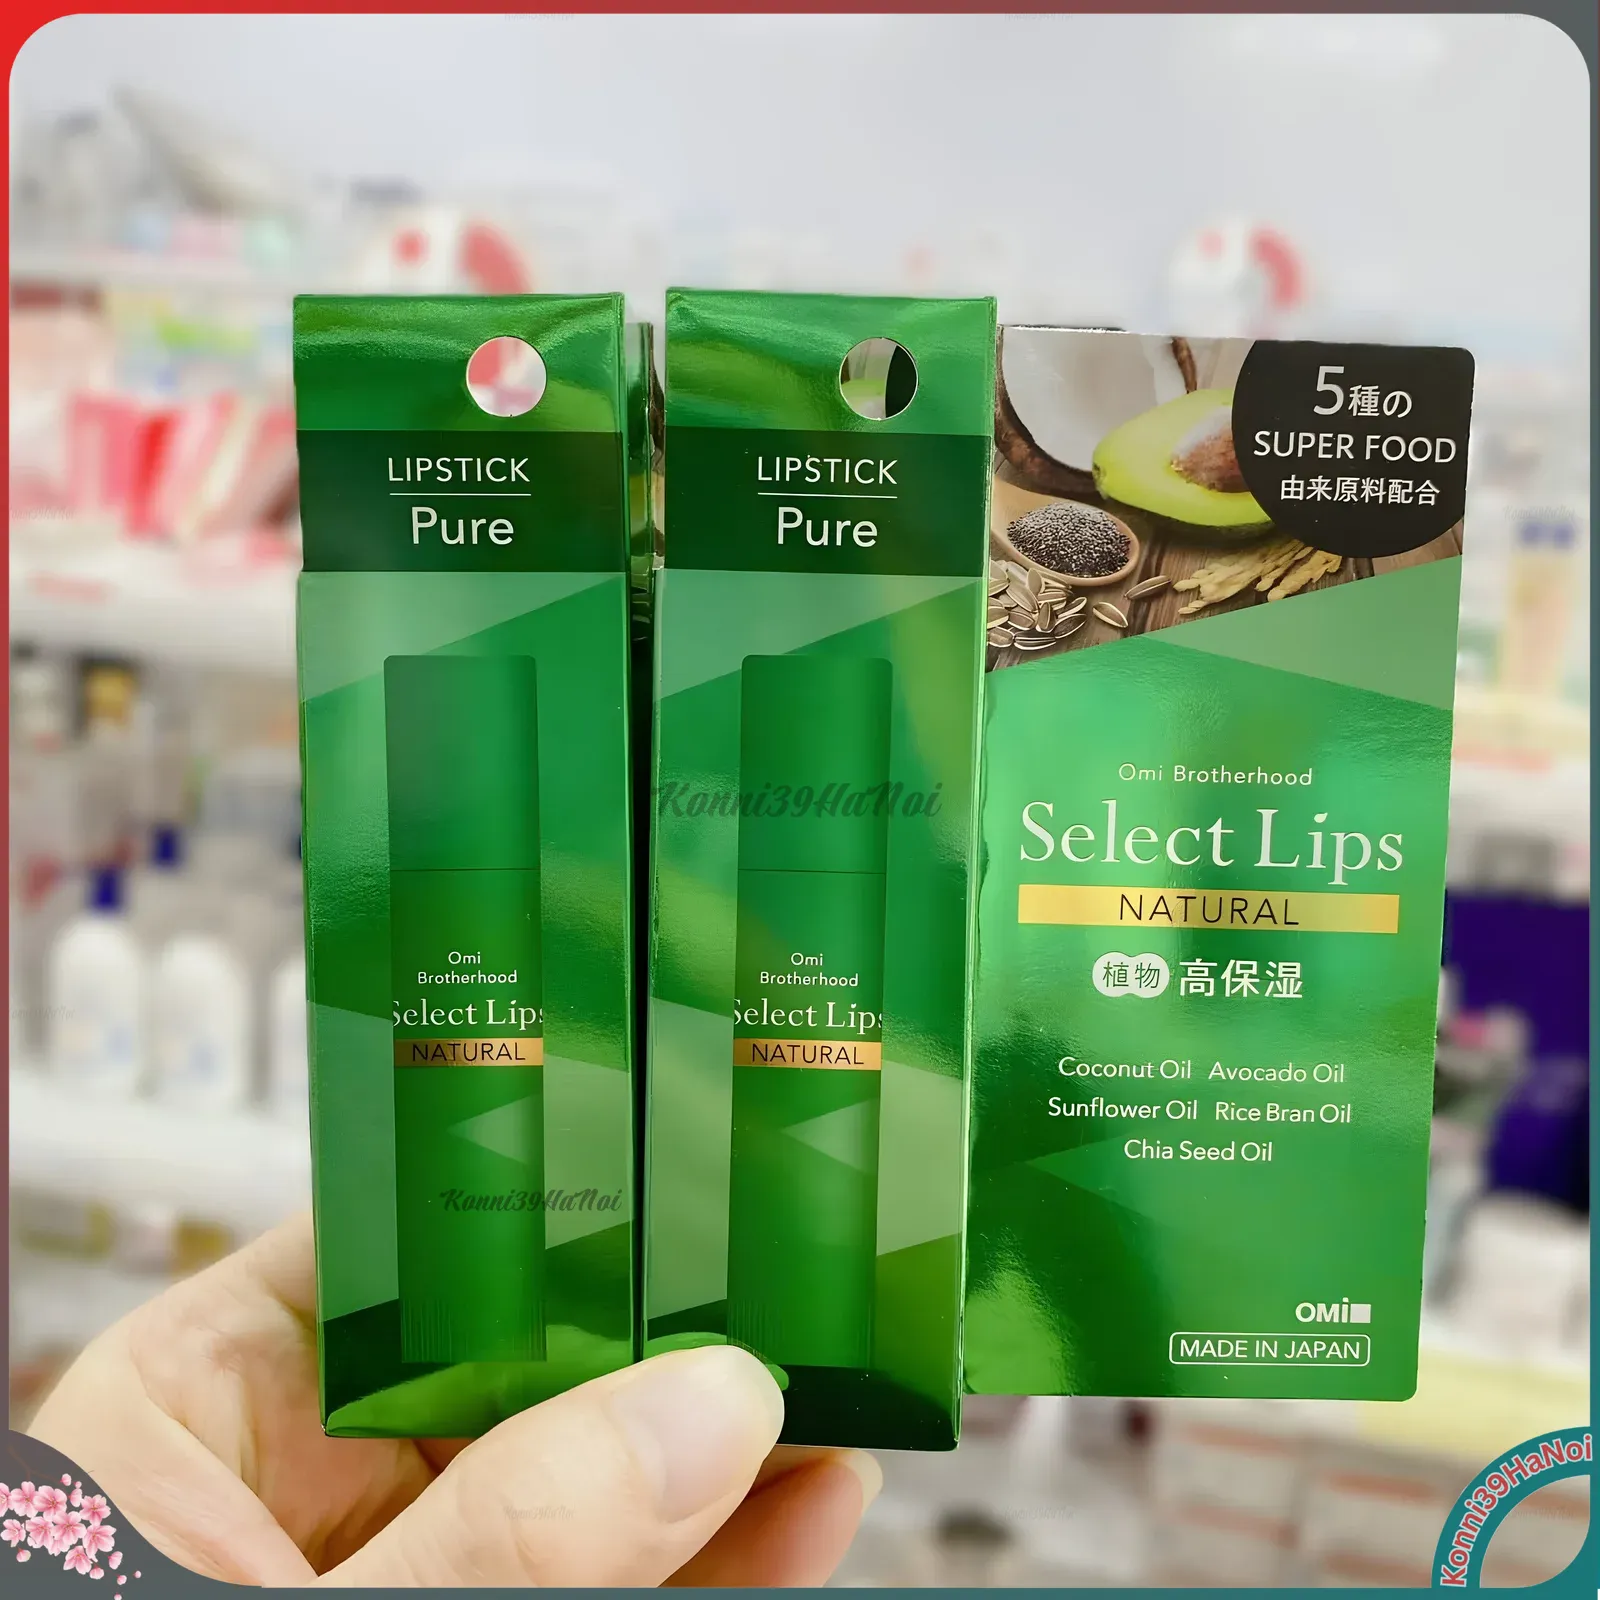 LIPSTICK
Pure
Omi
Brotherhood
Select Lips
NATURAL
Konni39HaNoi
LIPSTICK
Pure
Konni39HaNoi
Omi
Brotherhood
Select Lips
NATURAL
5種の
SUPER FOOD
由来原料配合
Omi Brotherhood
Select Lips
NATURAL
植物 高保湿
Coconut Oil Avocado Oil
Sunflower Oil Rice Bran Oil
Chia Seed Oil
OMi
MADE IN JAPAN
Konni39HaNoi